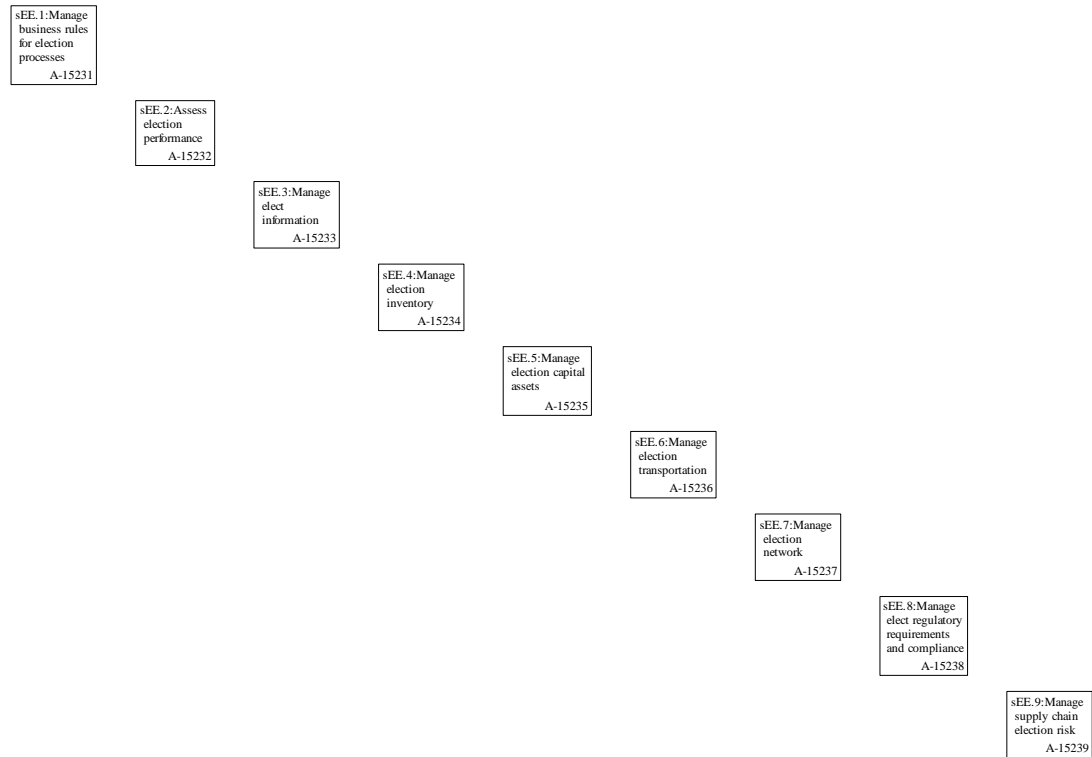 sEE.1:Manage
business rules
for election
processes
A-15231
sEE.2:Assess
election
performance
A-15232
sEE.3:Manage
elect
information
A-15233
sEE.4:Manage
election
inventory
A-15234
sEE.5:Manage
election capital
assets
A-15235
sEE.6:Manage
election
transportation
A-15236
sEE.7:Manage
election
network
A-15237
sEE.8:Manage
elect regulatory
requirements
and compliance
A-15238
sEE.9:Manage
supply chain
election risk
A-15239